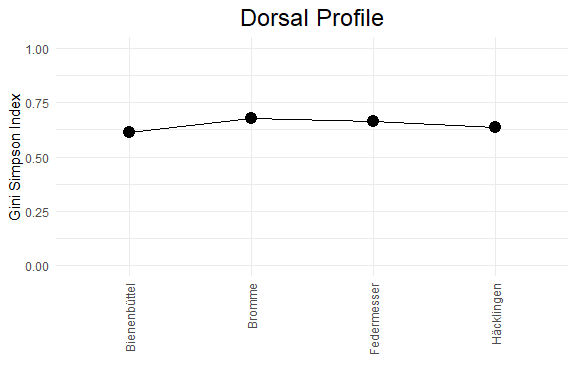 Dorsal Profile
Gini Simpson Index
1.00
0.75
0.50
0.25
0.00
Bienenbüttel
Bromme
Federmesser
Häcklingen